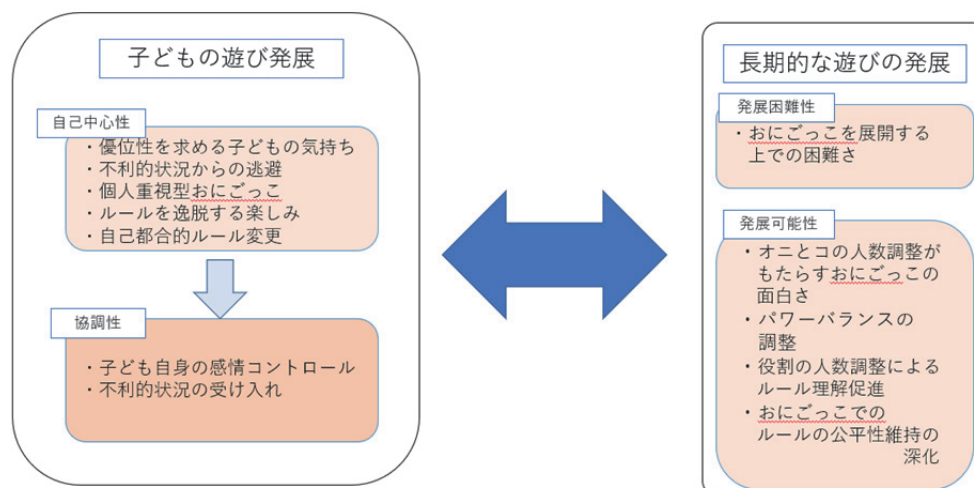 子どもの遊び発展
自己中心性
・優位性を求める子どもの気持ち
・不利的状況からの逃避
・個人重視型おにごっこ
・ルールを逸脱する楽しみ
・自己都合的ルール変更
協調性
・子ども自身の感情コントロール
・不利的状況の受け入れ
長期的な遊びの発展
発展困難性
・おにごっこを展開する
上での困難さ
発展可能性
・オニとコの人数調整が
もたらすおにごっこの
面白さ
・パワーバランスの
調整
・役割の人数調整による
ルール理解促進
・おにごっこでの
ルールの公平性維持の
深化